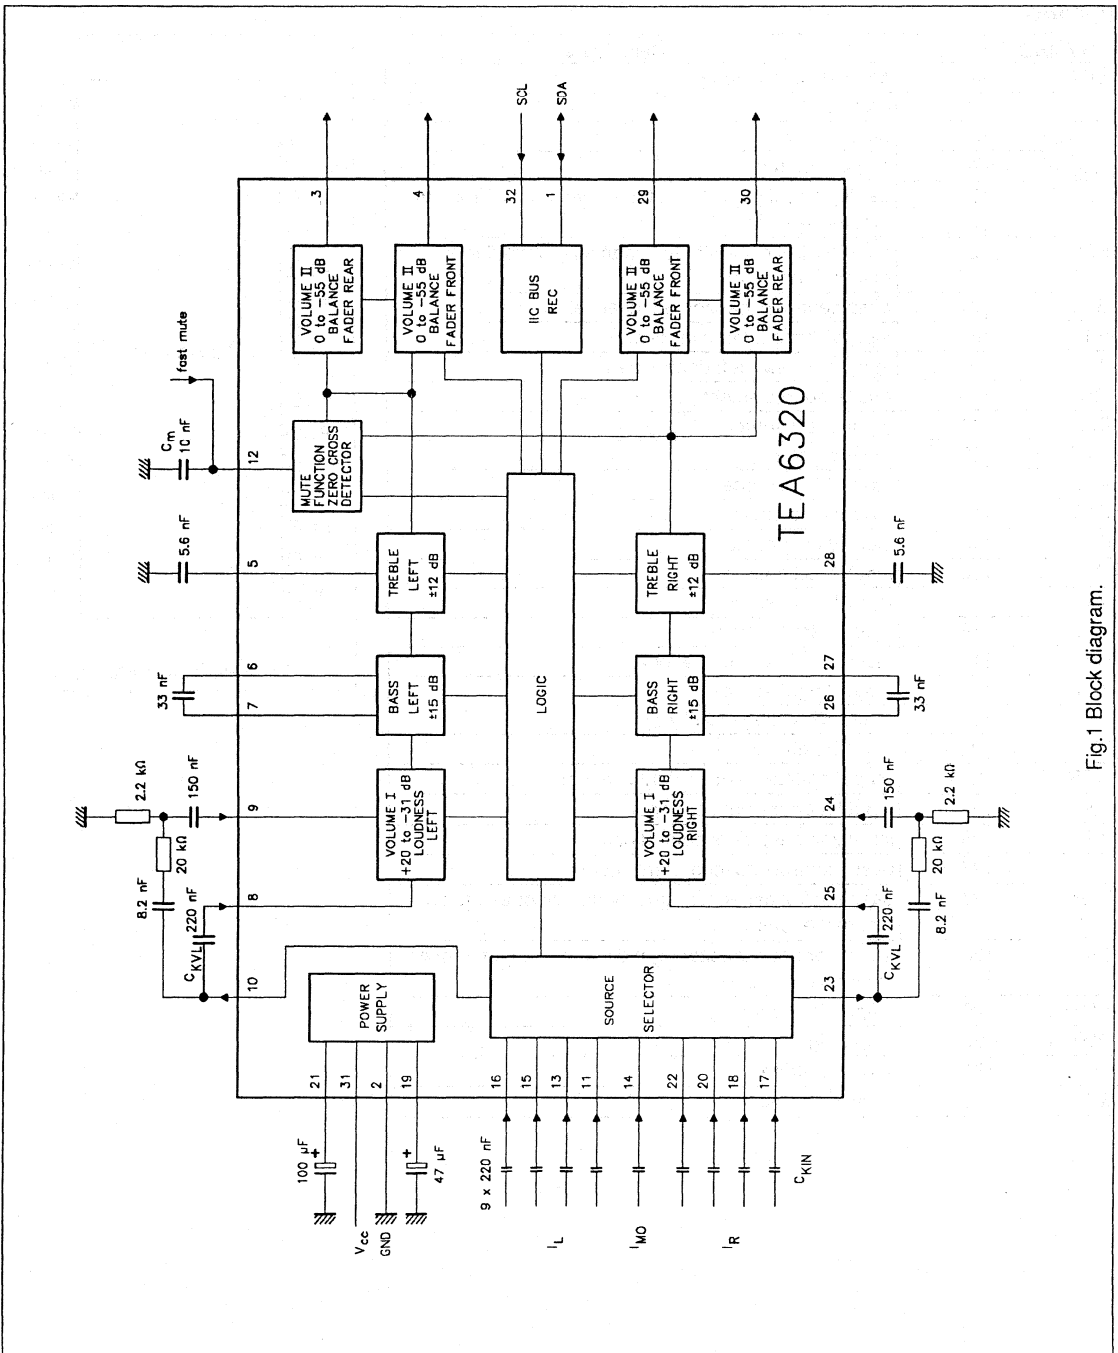 SCL
SDA
3
4
32
1
29
30
VOLUME II
0 to −55 dB
BALANCE
FADER REAR
VOLUME II
0 to −55 dB
BALANCE
FADER FRONT
IIC BUS
REC
VOLUME II
0 to −55 dB
BALANCE
FADER FRONT
VOLUME II
0 to −55 dB
BALANCE
FADER REAR
fast mute
Cm
10 nF
12
MUTE
FUNCTION
ZERO CROSS
DETECTOR
TEA6320
5.6 nF
5
TREBLE
LEFT
±12 dB
TREBLE
RIGHT
±12 dB
28
5.6 nF
33 nF
6
7
BASS
LEFT
±15 dB
LOGIC
BASS
RIGHT
±15 dB
27
26
33 nF
2.2 kΩ
150 nF
20 kΩ
8.2 nF
220 nF
CKVL
9
8
10
VOLUME I
+20 to −31 dB
LOUDNESS
LEFT
VOLUME I
+20 to −31 dB
LOUDNESS
RIGHT
24
25
23
150 nF
2.2 kΩ
20 kΩ
220 nF
8.2 nF
CKVL
POWER
SUPPLY
SOURCE
SELECTOR
21
31
2
19
16
15
13
11
14
22
20
18
17
100 µF
+
Vcc
GND
47 µF
+
9 x 220 nF
CKIN
IL
IMO
IR
Fig.1 Block diagram.